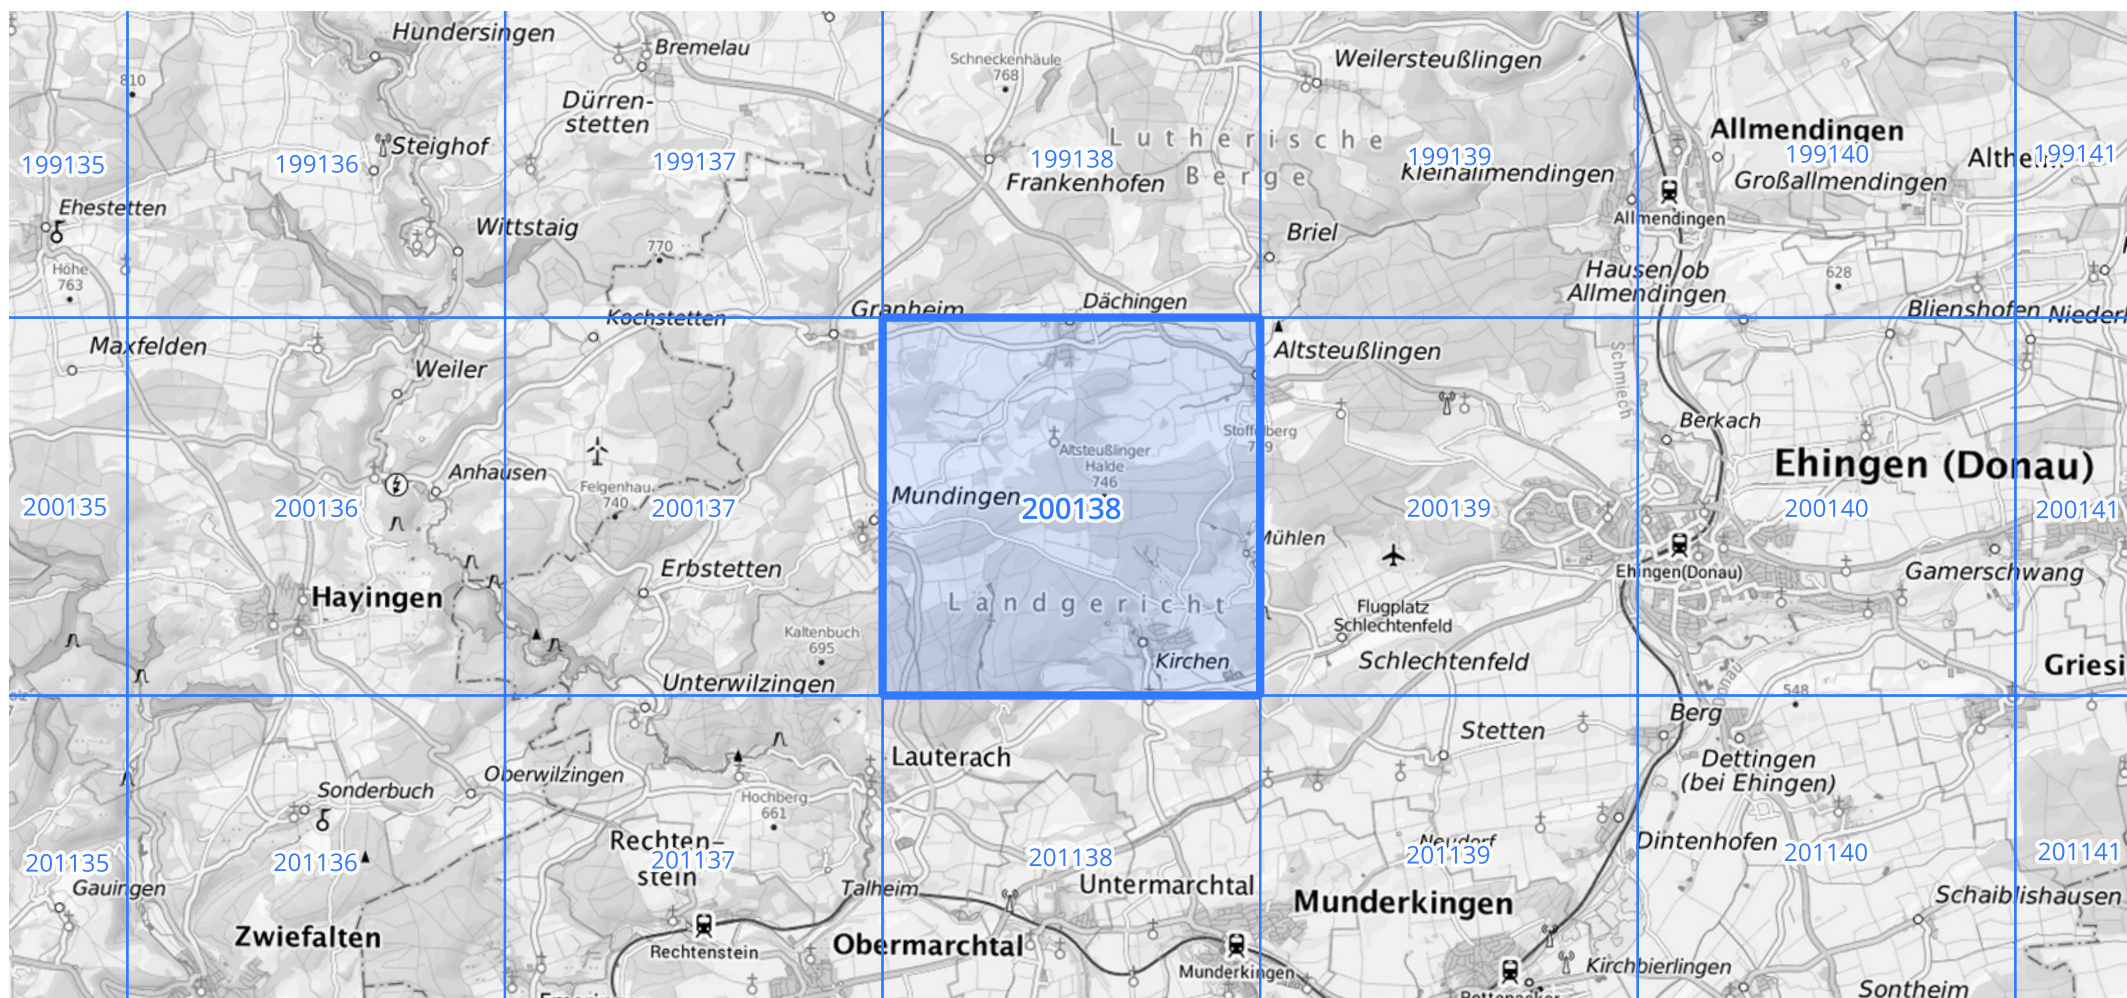 Hundersingen
Bremelau
Schneckenhäule
768
Weilersteußlingen
810
Dürren-
stetten
Steighof
Lutherische
Berge
Allmendingen
199135
199136
199137
199138
199139
199140
199141
Frankenhofen
Kleinallmendingen
Großallmendingen
Ehestetten
Wittstaig
Allmendingen
Briel
770
Höhe
763
Hausen ob
Allmendingen
628
Kochstetten
Granheim
Dächingen
Blienshofen
Maxfelden
Weiler
Altsteußlingen
Schmiech
Berkach
Stoffelberg
Altsteußlinger
Halde
746
Ehingen (Donau)
Anhausen
Felgenhau
740
Mundingen
200135
200136
200137
200138
200139
200140
200141
Mühlen
Erbstetten
Ehingen(Donau)
Gamerschwang
Hayingen
Landgericht
Flugplatz
Schlechtenfeld
Kaltenbuch
695
Kirchen
Schlechtenfeld
Griesi
Unterwilzingen
Donau
548
Berg
Stetten
Lauterach
Dettingen
(bei Ehingen)
Oberwilzingen
Sonderbuch
Hochberg
661
Rechten-
stein
Neudorf
Dintenhofen
201135
201136
201137
201138
201139
201140
201141
Gauingen
Talheim
Untermarchtal
Schaiblishausen
Munderkingen
Zwiefalten
Rechtenstein
Obermarchtal
Munderkingen
Kirchbierlingen
Sontheim